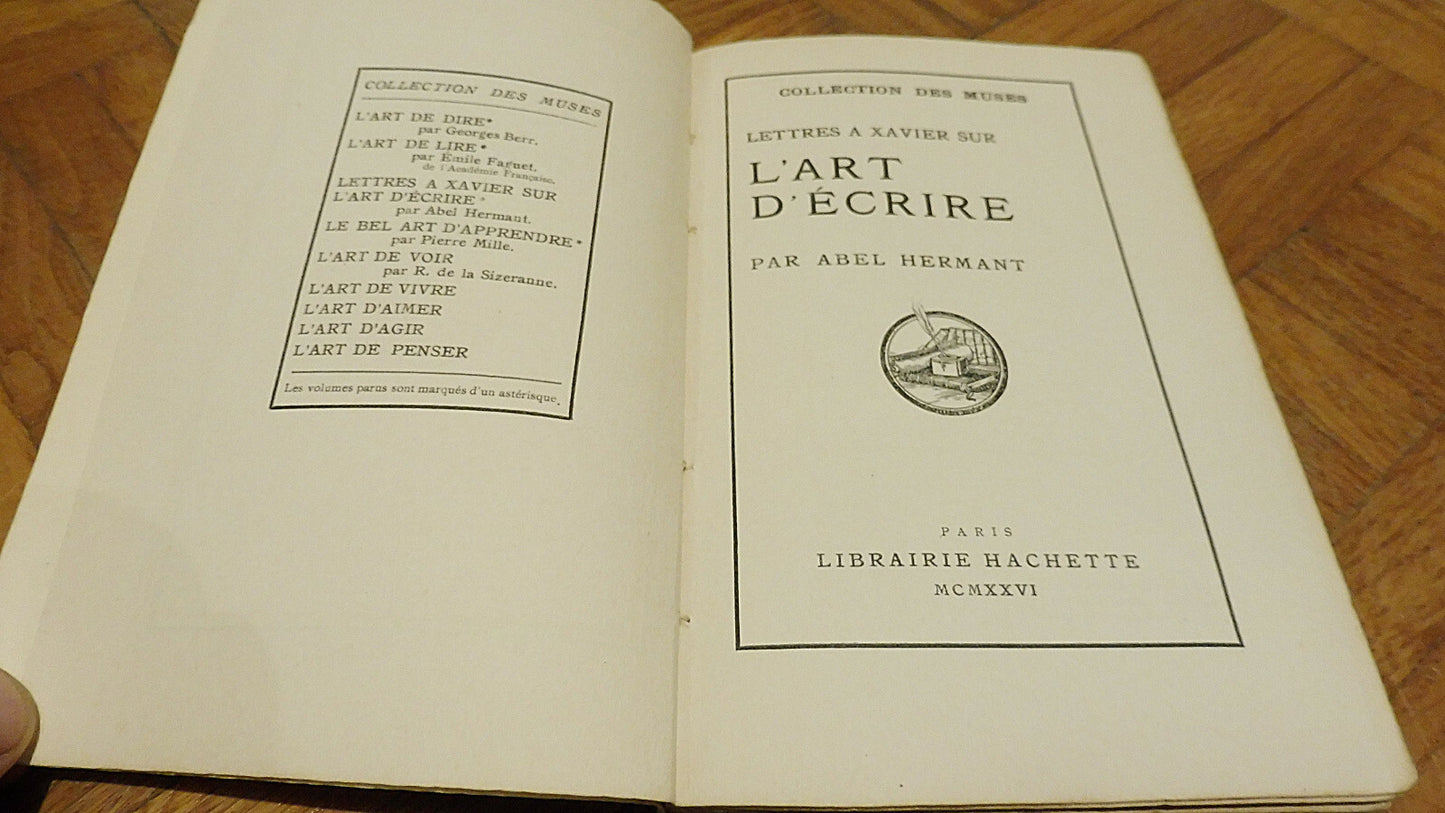 COLLECTION DES MUSES
L'ART DE DIRE*
par Georges Berr.
L'ART DE LIRE*
par Émile Faguet,
de l'Académie Française.
LETTRES A XAVIER SUR
L'ART D'ÉCRIRE*
par Abel Hermant.
LE BEL ART D'APPRENDRE*
par Pierre Mille.
L'ART DE VOIR
par R. de la Sizeranne.
L'ART DE VIVRE
L'ART D'AIMER
L'ART D'AGIR
L'ART DE PENSER
Les volumes parus sont marqués d'un astérisque.
COLLECTION DES MUSES
LETTRES A XAVIER SUR
L'ART
D'ÉCRIRE
PAR ABEL HERMANT
PARIS
LIBRAIRIE HACHETTE
MCMXXVI